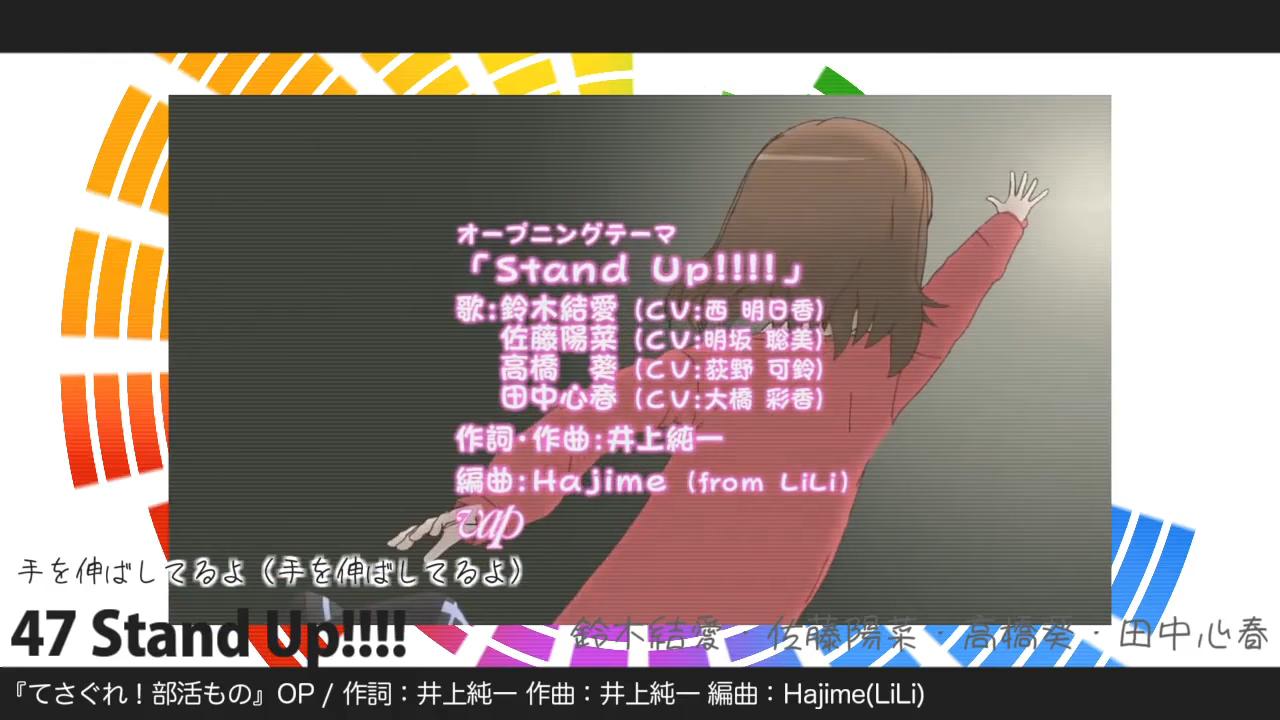 オープニングテーマ
「Stand Up!!!!」
歌:鈴木結愛 (CV:西 明日香)
佐藤陽菜 (CV:明坂 聡美)
高橋 葵 (CV:荻野 可鈴)
田中心春 (CV:大橋 彩香)
作詞・作曲:井上純一
編曲:Hajime (from LiLi)
vap
手を伸ばしてるよ（手を伸ばしてるよ）
47 Stand Up!!!!
鈴木結愛・佐藤陽菜・高橋葵・田中心春
『てさぐれ！部活もの』OP / 作詞：井上純一 作曲：井上純一 編曲：Hajime(LiLi)